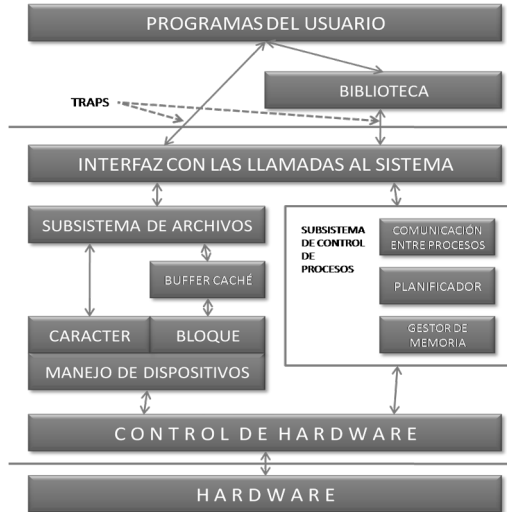 PROGRAMAS DEL USUARIO
BIBLIOTECA
TRAPS
INTERFAZ CON LAS LLAMADAS AL SISTEMA
SUBSISTEMA DE ARCHIVOS
BUFFER CACHÉ
CARACTER
BLOQUE
MANEJO DE DISPOSITIVOS
SUBSISTEMA
DE CONTROL
DE
PROCESOS
COMUNICACIÓN
ENTRE PROCESOS
PLANIFICADOR
GESTOR DE
MEMORIA
CONTROL DE HARDWARE
HARDWARE